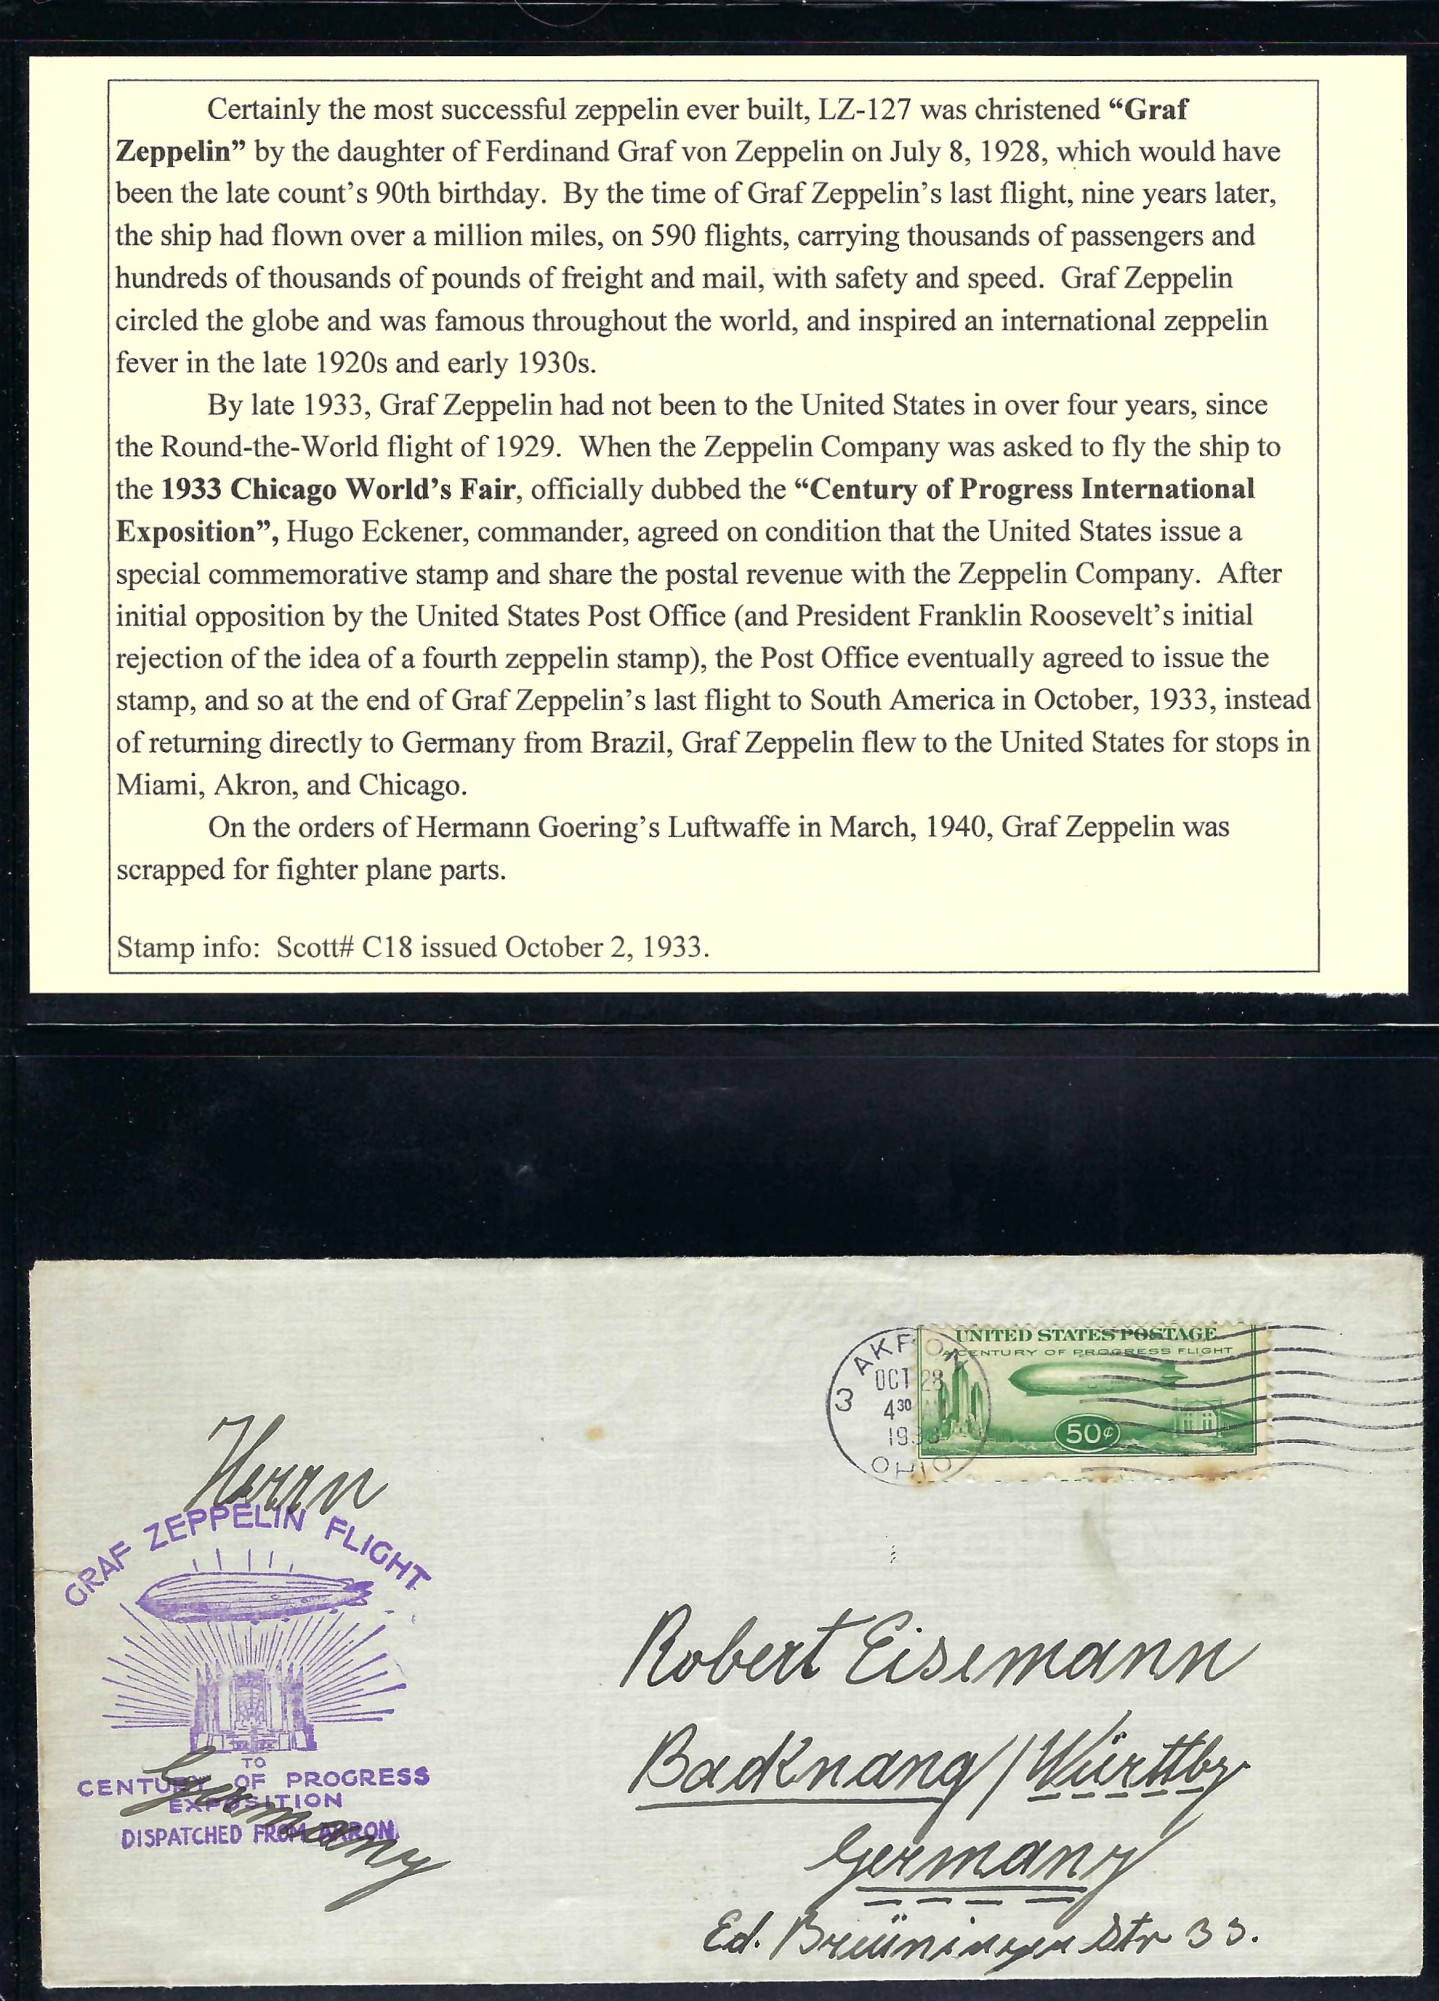 Certainly the most successful zeppelin ever built, LZ-127 was christened “Graf
Zeppelin” by the daughter of Ferdinand Graf von Zeppelin on July 8, 1928, which would have
been the late count’s 90th birthday.  By the time of Graf Zeppelin’s last flight, nine years later,
the ship had flown over a million miles, on 590 flights, carrying thousands of passengers and
hundreds of thousands of pounds of freight and mail, with safety and speed.  Graf Zeppelin
circled the globe and was famous throughout the world, and inspired an international zeppelin
fever in the late 1920s and early 1930s.
By late 1933, Graf Zeppelin had not been to the United States in over four years, since
the Round-the-World flight of 1929.  When the Zeppelin Company was asked to fly the ship to
the 1933 Chicago World’s Fair, officially dubbed the “Century of Progress International
Exposition”, Hugo Eckener, commander, agreed on condition that the United States issue a
special commemorative stamp and share the postal revenue with the Zeppelin Company.  After
initial opposition by the United States Post Office (and President Franklin Roosevelt’s initial
rejection of the idea of a fourth zeppelin stamp), the Post Office eventually agreed to issue the
stamp, and so at the end of Graf Zeppelin’s last flight to South America in October, 1933, instead
of returning directly to Germany from Brazil, Graf Zeppelin flew to the United States for stops in
Miami, Akron, and Chicago.
On the orders of Hermann Goering’s Luftwaffe in March, 1940, Graf Zeppelin was
scrapped for fighter plane parts.
Stamp info:  Scott# C18 issued October 2, 1933.
UNITED STATES POSTAGE
A CENTURY OF PROGRESS FLIGHT
50¢
3 AKRON
OCT 28
4 30
1933
OHIO
Herrn
GRAF ZEPPELIN FLIGHT
TO
CENTURY OF PROGRESS
EXPOSITION
DISPATCHED FROM AKRON
Germany
Robert Eisemann
Backnang / Württbg
Germany
Ed. Breüninger Str 33.